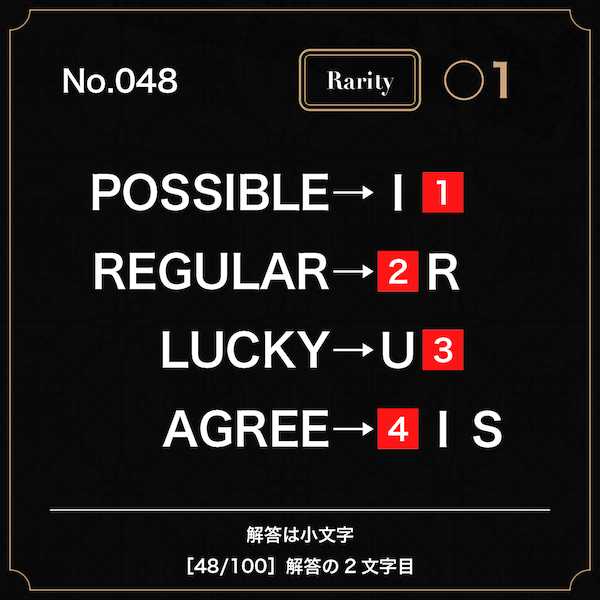 No.048
Rarity
○1
POSSIBLE→I 1
REGULAR→2 R
LUCKY→U 3
AGREE→4 I S
解答は小文字
［48/100］解答の2文字目